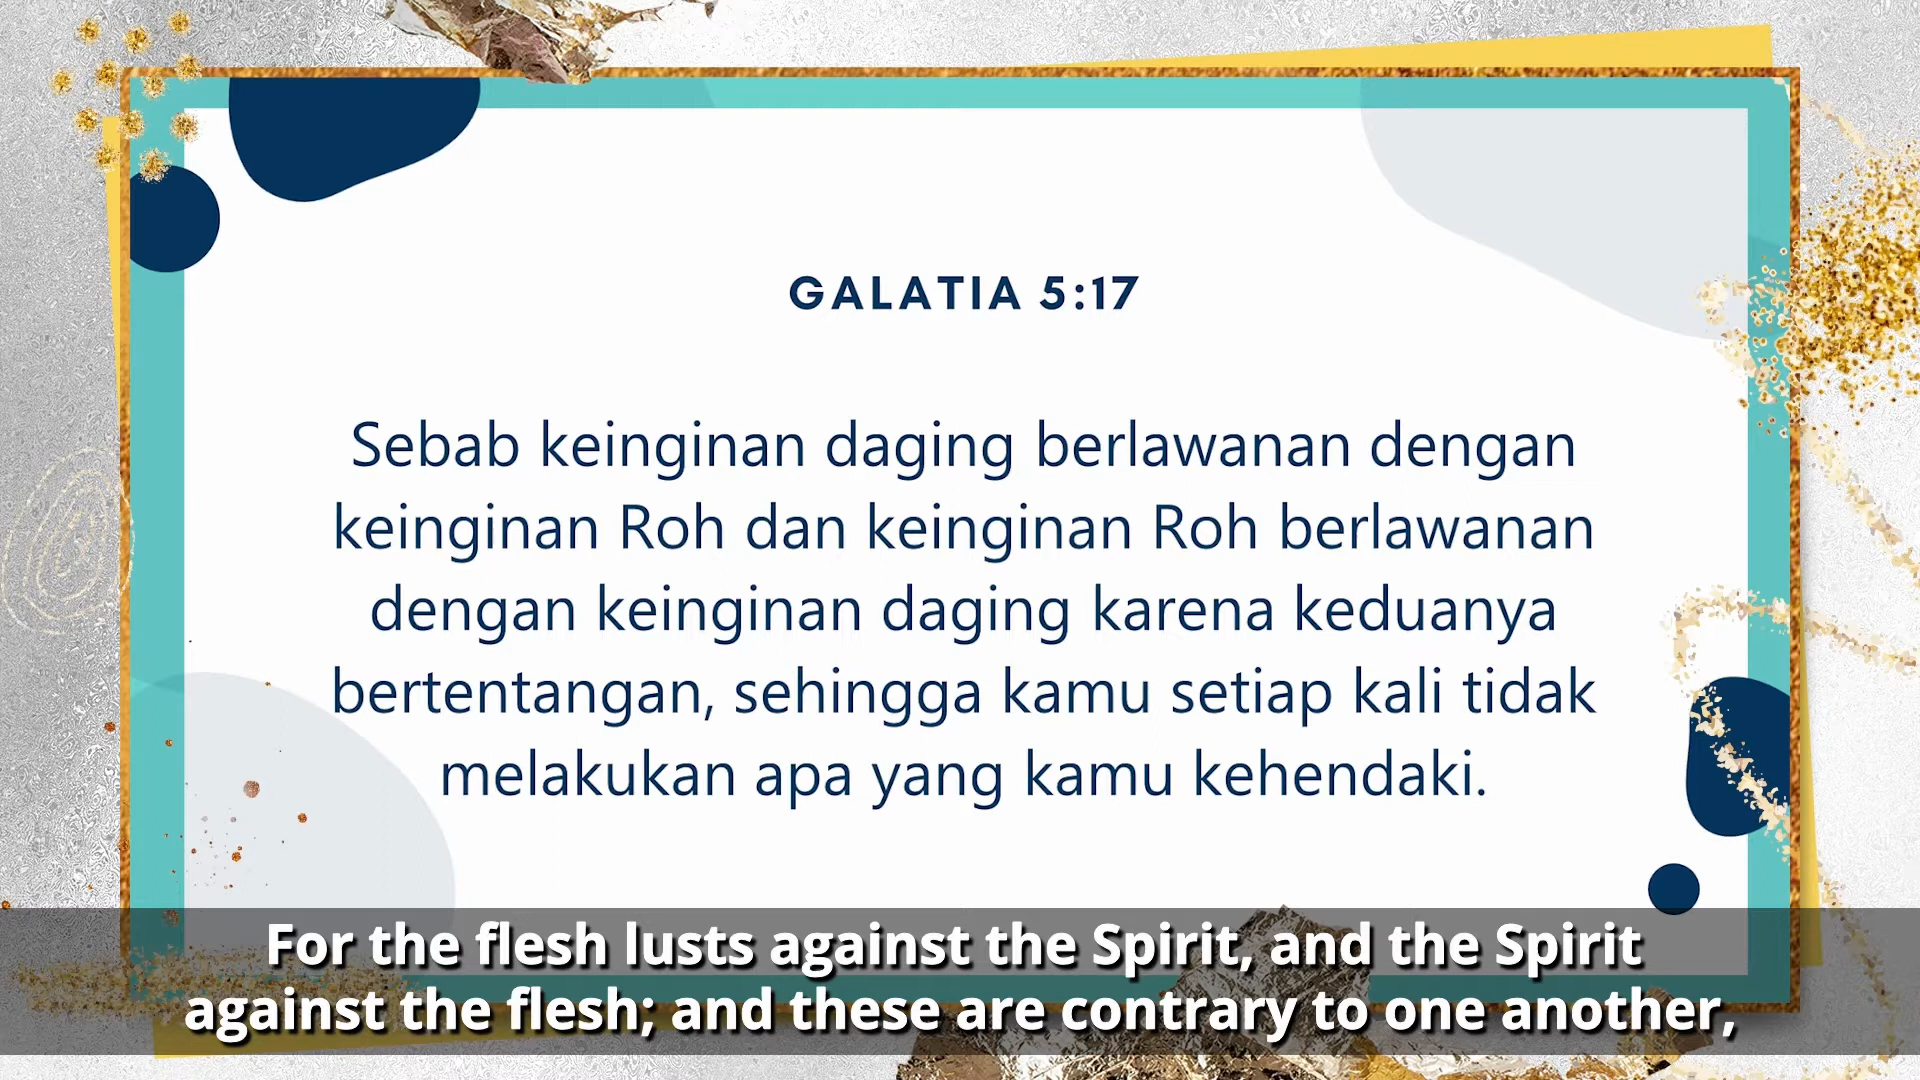 GALATIA 5:17
Sebab keinginan daging berlawanan dengan
keinginan Roh dan keinginan Roh berlawanan
dengan keinginan daging karena keduanya
bertentangan, sehingga kamu setiap kali tidak
melakukan apa yang kamu kehendaki.
For the flesh lusts against the Spirit, and the Spirit
against the flesh; and these are contrary to one another,